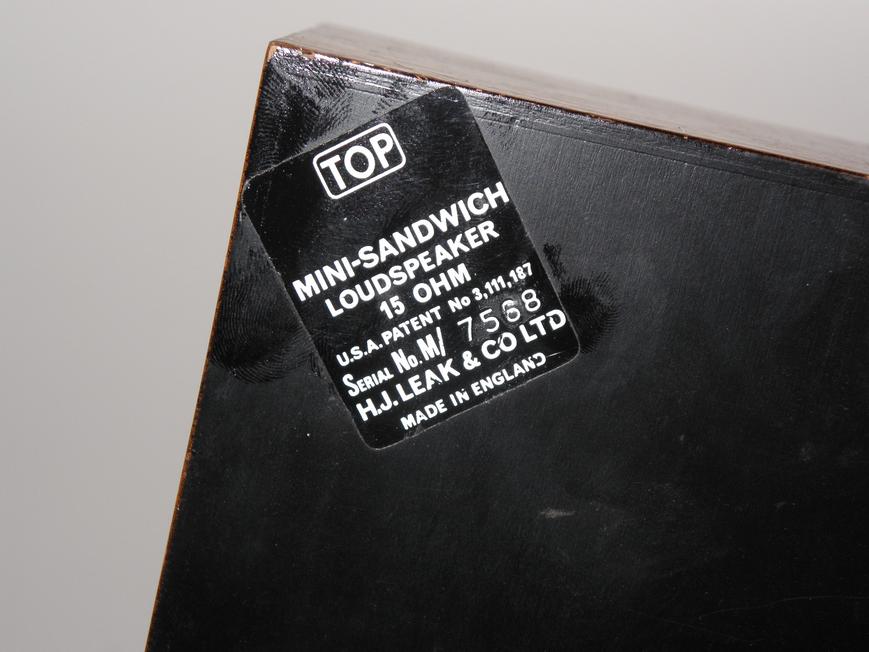 TOP
MINI-SANDWICH
LOUDSPEAKER
15 OHM
U.S.A. PATENT No 3,111,187
SERIAL No. M/ 7568
H.J. LEAK & CO LTD
MADE IN ENGLAND